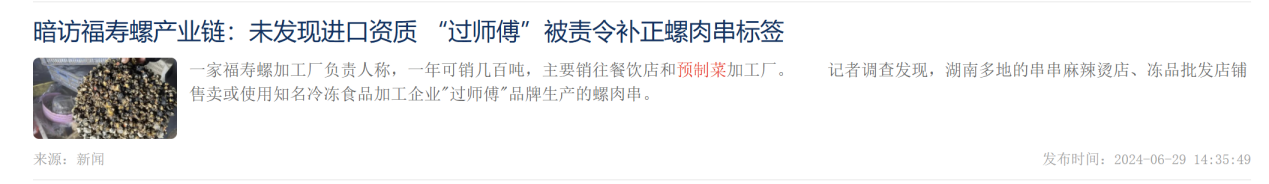 暗访福寿螺产业链：未发现进口资质 “过师傅”被责令补正螺肉串标签
一家福寿螺加工厂负责人称，一年可销几百吨，主要销往餐饮店和预制菜加工厂。　　记者调查发现，湖南多地的串串麻辣烫店、冻品批发店铺
售卖或使用知名冷冻食品加工企业"过师傅"品牌生产的螺肉串。
来源：新闻
发布时间：2024-06-29 14:35:49